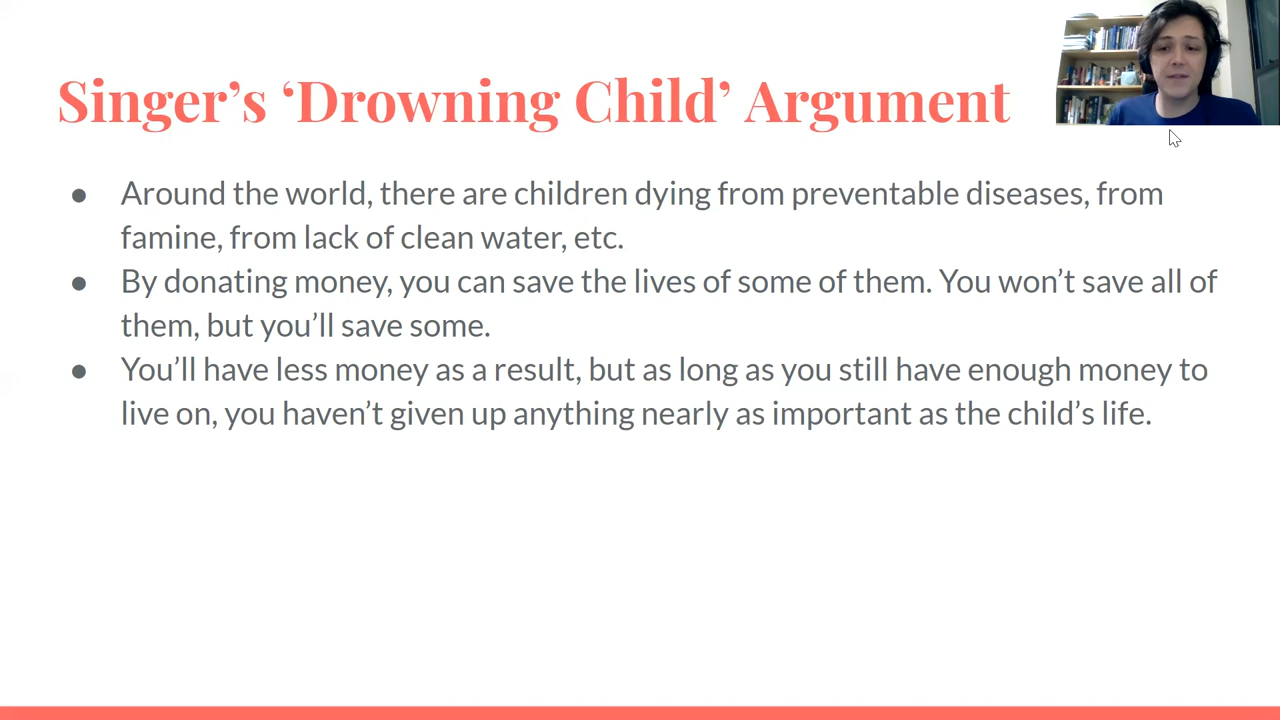 Singer’s ‘Drowning Child’ Argument
● Around the world, there are children dying from preventable diseases, from
famine, from lack of clean water, etc.
● By donating money, you can save the lives of some of them. You won’t save all of
them, but you’ll save some.
● You’ll have less money as a result, but as long as you still have enough money to
live on, you haven’t given up anything nearly as important as the child’s life.